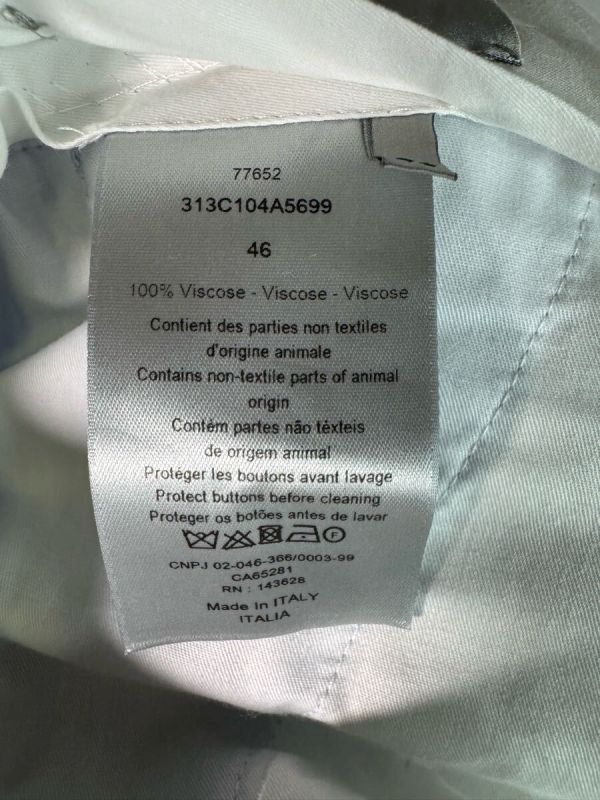 77652
313C104A5699
46
100% Viscose - Viscose - Viscose
Contient des parties non textiles
d'origine animale
Contains non-textile parts of animal
origin
Contém partes não têxteis
de origem animal
Protéger les boutons avant lavage
Protect buttons before cleaning
Proteger os botões antes de lavar
CNPJ 02-046-366/0003-99
CA65281
RN : 143628
Made In ITALY
ITALIA